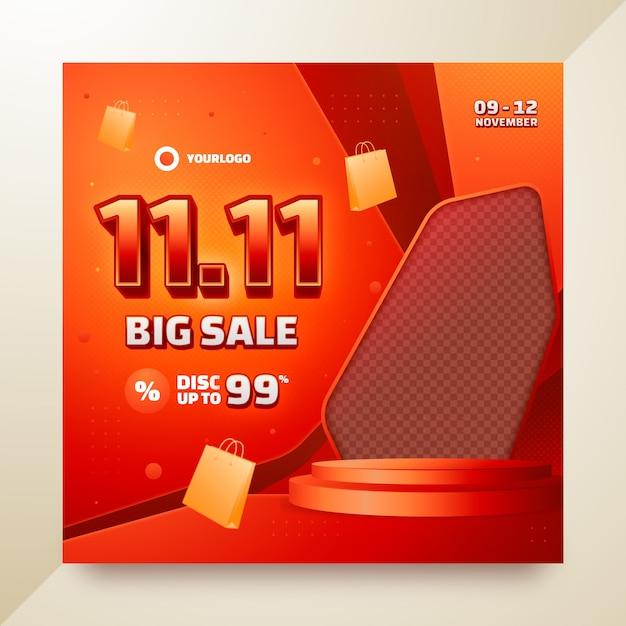 YOURLOGO
09 - 12
NOVEMBER
11.11
BIG SALE
% DISC UP TO 99%